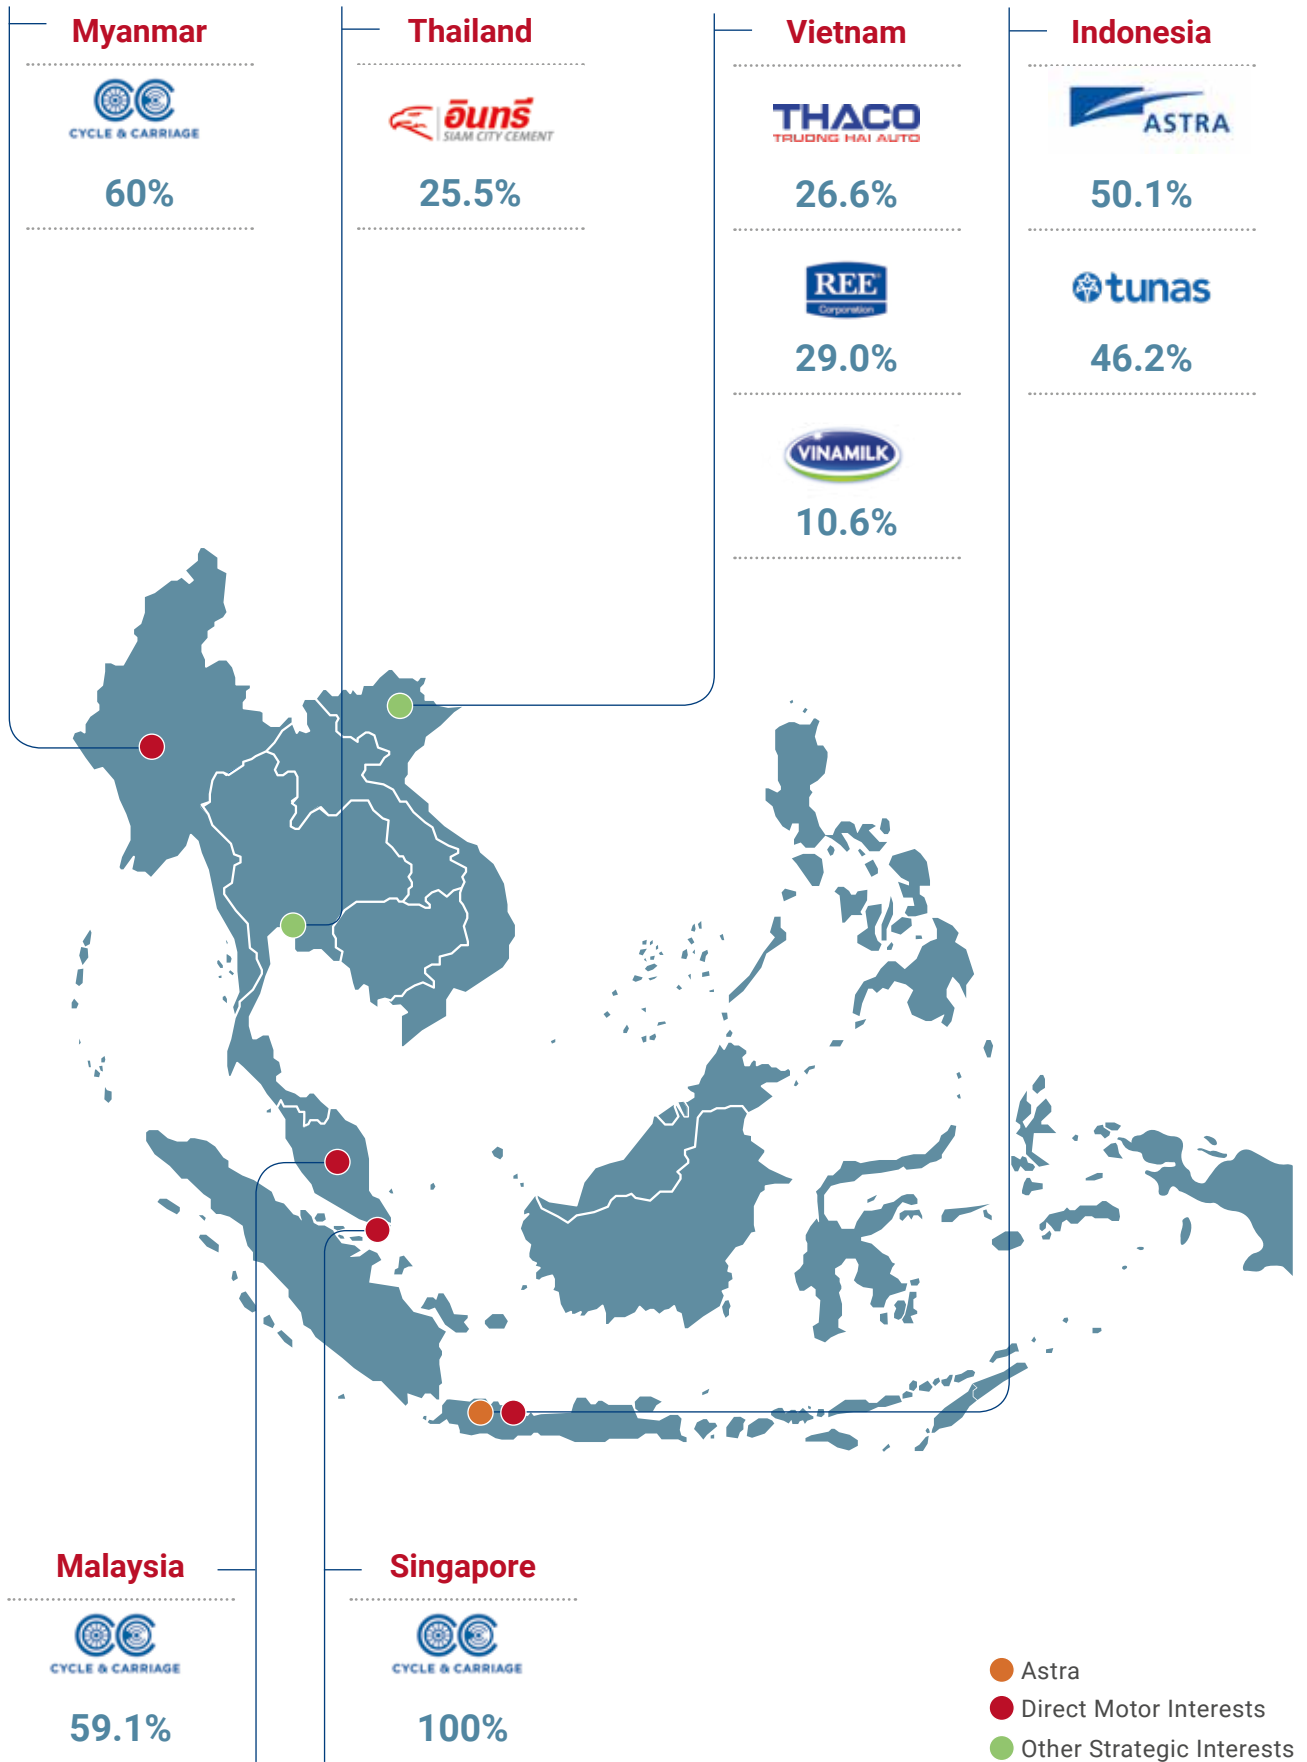 Myanmar
CYCLE & CARRIAGE
60%
Thailand
อินทรี
SIAM CITY CEMENT
25.5%
Vietnam
THACO
TRUONG HAI AUTO
26.6%
REE
Corporation
29.0%
VINAMILK
10.6%
Indonesia
ASTRA
50.1%
tunas
46.2%
Malaysia
CYCLE & CARRIAGE
59.1%
Singapore
CYCLE & CARRIAGE
100%
Astra
Direct Motor Interests
Other Strategic Interests